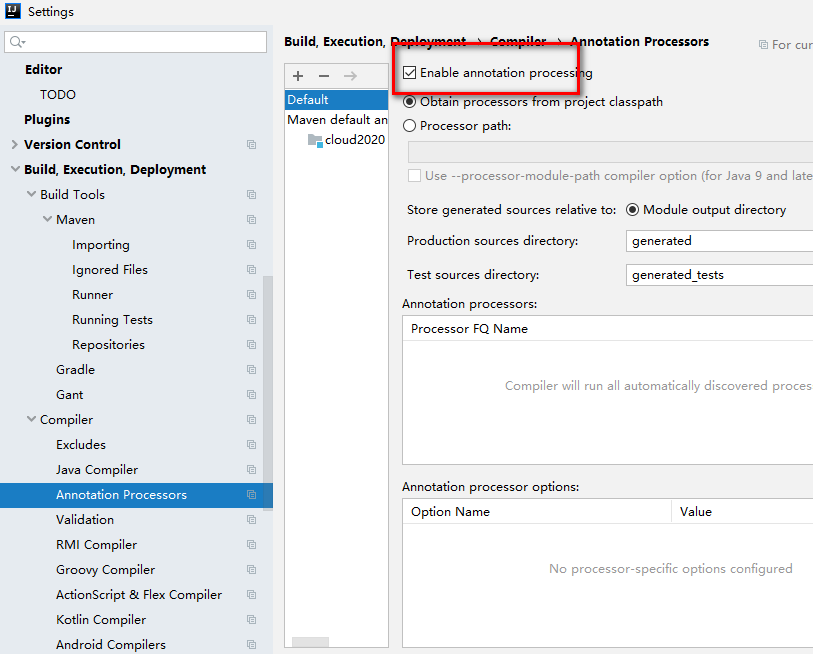 Settings
Editor
TODO
Plugins
Version Control
Build, Execution, Deployment
Build Tools
Maven
Importing
Ignored Files
Runner
Running Tests
Repositories
Gradle
Gant
Compiler
Excludes
Java Compiler
Annotation Processors
Validation
RMI Compiler
Groovy Compiler
ActionScript & Flex Compiler
Kotlin Compiler
Android Compilers
Build, Execution, Deployment › Compiler › Annotation Processors
For cur
Default
Maven default an
cloud2020
Enable annotation processing
Obtain processors from project classpath
Processor path:
Use --processor-module-path compiler option (for Java 9 and late
Store generated sources relative to: Module output directory
Production sources directory: generated
Test sources directory: generated_tests
Annotation processors:
Processor FQ Name
Compiler will run all automatically discovered proces
Annotation processor options:
Option Name Value
No processor-specific options configured